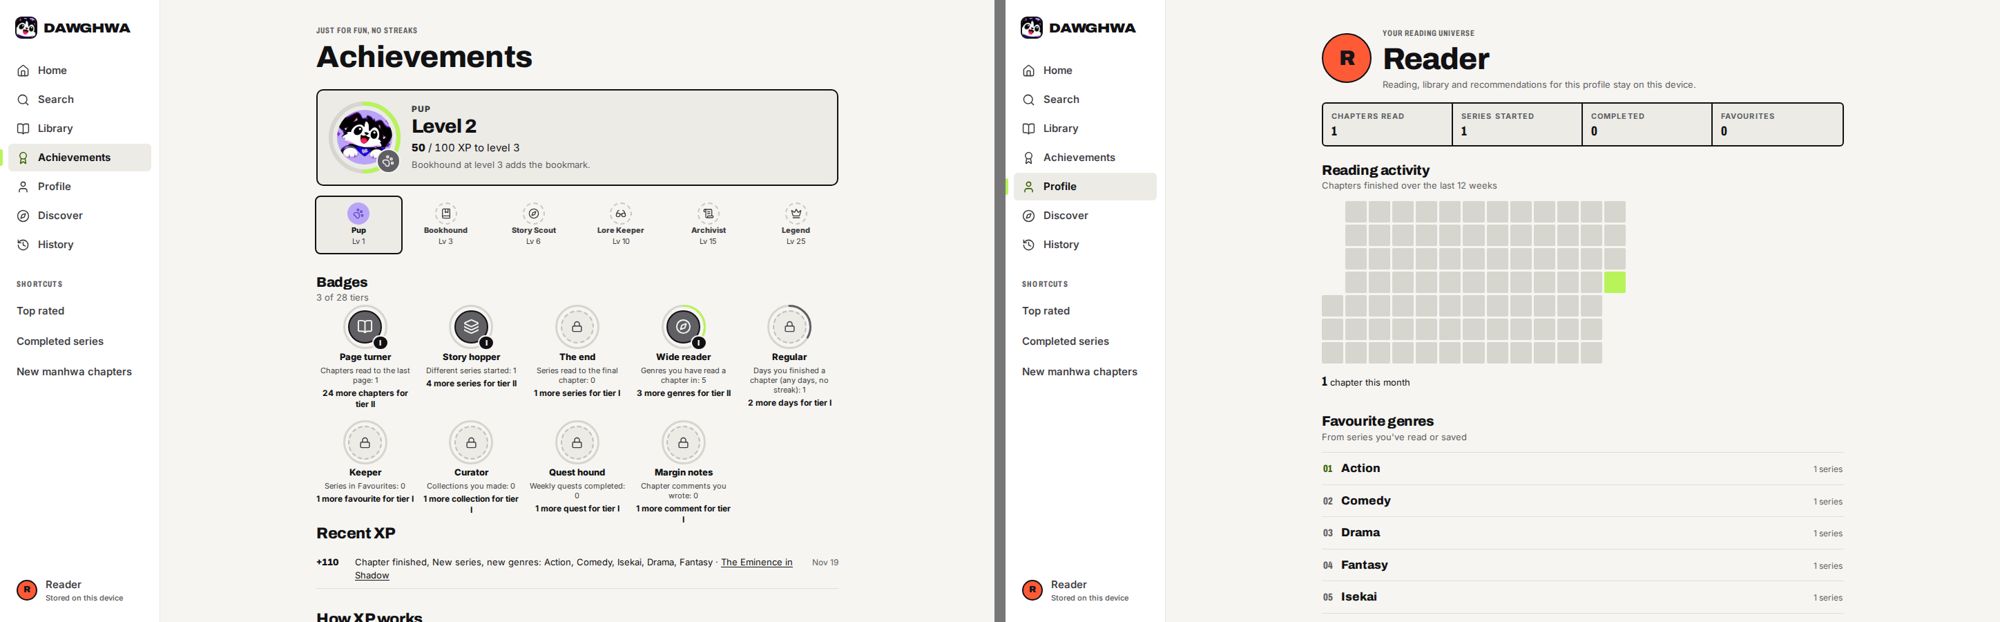 DAWGHWA
Home
Search
Library
Achievements
Profile
Discover
History
SHORTCUTS
Top rated
Completed series
New manhwa chapters
R
Reader
Stored on this device
JUST FOR FUN, NO STREAKS
Achievements
PUP
Level 2
50 / 100 XP to level 3
Bookhound at level 3 adds the bookmark.
Pup
Lv 1
Bookhound
Lv 3
Story Scout
Lv 6
Lore Keeper
Lv 10
Archivist
Lv 15
Legend
Lv 25
Badges
3 of 28 tiers
I
Page turner
Chapters read to the last
page: 1
24 more chapters for
tier II
I
Story hopper
Different series started: 1
4 more series for tier II
The end
Series read to the final
chapter: 0
1 more series for tier I
I
Wide reader
Genres you have read a
chapter in: 5
3 more genres for tier II
Regular
Days you finished a
chapter (any days, no
streak): 1
2 more days for tier I
Keeper
Series in Favourites: 0
1 more favourite for tier I
Curator
Collections you made: 0
1 more collection for tier
I
Quest hound
Weekly quests completed:
0
1 more quest for tier I
Margin notes
Chapter comments you
wrote: 0
1 more comment for tier
I
Recent XP
+110 Chapter finished, New series, new genres: Action, Comedy, Isekai, Drama, Fantasy · The Eminence in
Shadow
Nov 19
How XP works
DAWGHWA
Home
Search
Library
Achievements
Profile
Discover
History
SHORTCUTS
Top rated
Completed series
New manhwa chapters
R
Reader
Stored on this device
R
YOUR READING UNIVERSE
Reader
Reading, library and recommendations for this profile stay on this device.
CHAPTERS READ
1
SERIES STARTED
1
COMPLETED
0
FAVOURITES
0
Reading activity
Chapters finished over the last 12 weeks
1 chapter this month
Favourite genres
From series you've read or saved
01 Action 1 series
02 Comedy 1 series
03 Drama 1 series
04 Fantasy 1 series
05 Isekai 1 series